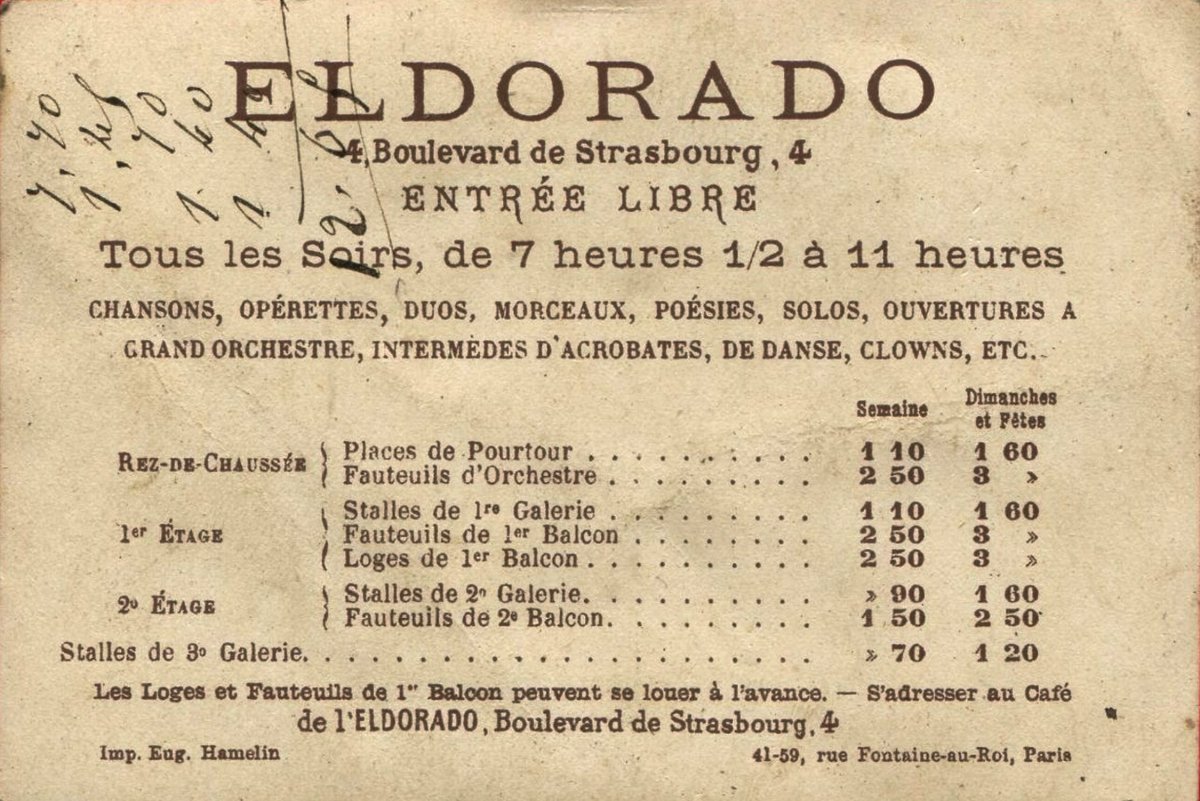 ELDORADO
4, Boulevard de Strasbourg, 4
ENTRÉE LIBRE
Tous les Soirs, de 7 heures 1/2 à 11 heures
CHANSONS, OPÉRETTES, DUOS, MORCEAUX, POÉSIES, SOLOS, OUVERTURES A
GRAND ORCHESTRE, INTERMÈDES D'ACROBATES, DE DANSE, CLOWNS, ETC.
Semaine Dimanches et Fêtes
REZ-DE-CHAUSSÉE
Places de Pourtour . . . . . . . . . . 1 10 1 60
Fauteuils d'Orchestre . . . . . . . . . 2 50 3 »
1er ÉTAGE
Stalles de 1re Galerie . . . . . . . . . 1 10 1 60
Fauteuils de 1er Balcon . . . . . . . . 2 50 3 »
Loges de 1er Balcon . . . . . . . . . . 2 50 3 »
2e ÉTAGE
Stalles de 2e Galerie. . . . . . . . . . » 90 1 60
Fauteuils de 2e Balcon. . . . . . . . . 1 50 2 50
Stalles de 3e Galerie. . . . . . . . . . . . . . . . . . . . . . » 70 1 20
Les Loges et Fauteuils de 1er Balcon peuvent se louer à l'avance. — S'adresser au Café
de l'ELDORADO, Boulevard de Strasbourg, 4
Imp. Eug. Hamelin 41-59, rue Fontaine-au-Roi, Paris